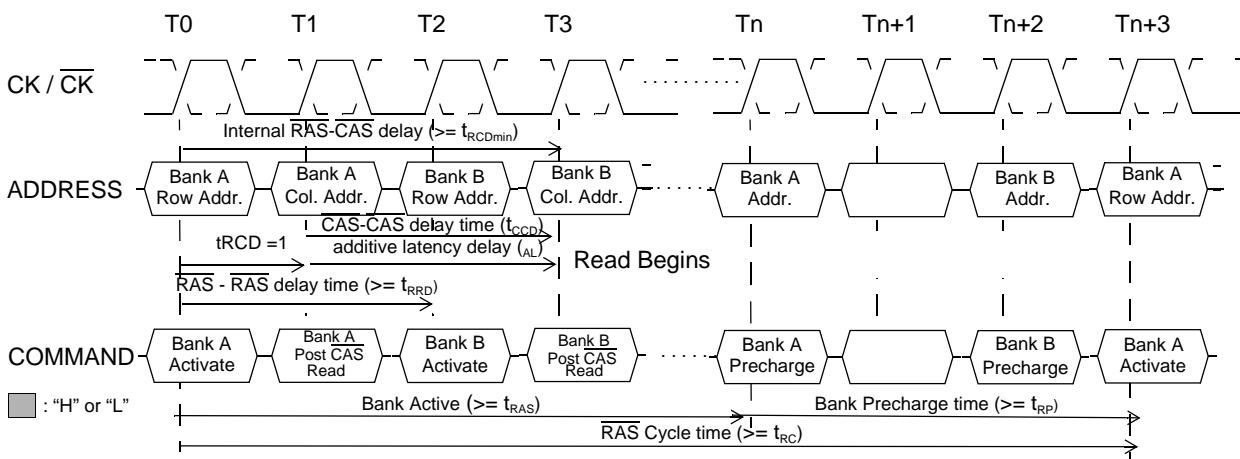 T0 T1 T2 T3 Tn Tn+1 Tn+2 Tn+3
CK / CK
Internal RAS-CAS delay (>= tRCDmin)
ADDRESS
Bank A
Row Addr.
Bank A
Col. Addr.
Bank B
Row Addr.
Bank B
Col. Addr.
Bank A
Addr.
Bank B
Addr.
Bank A
Row Addr.
CAS-CAS delay time (tCCD)
tRCD =1
additive latency delay (AL)
Read Begins
RAS - RAS delay time (>= tRRD)
COMMAND
Bank A
Activate
Bank A
Post CAS
Read
Bank B
Activate
Bank B
Post CAS
Read
Bank A
Precharge
Bank B
Precharge
Bank A
Activate
: “H” or “L”
Bank Active (>= tRAS)
Bank Precharge time (>= tRP)
RAS Cycle time (>= tRC)